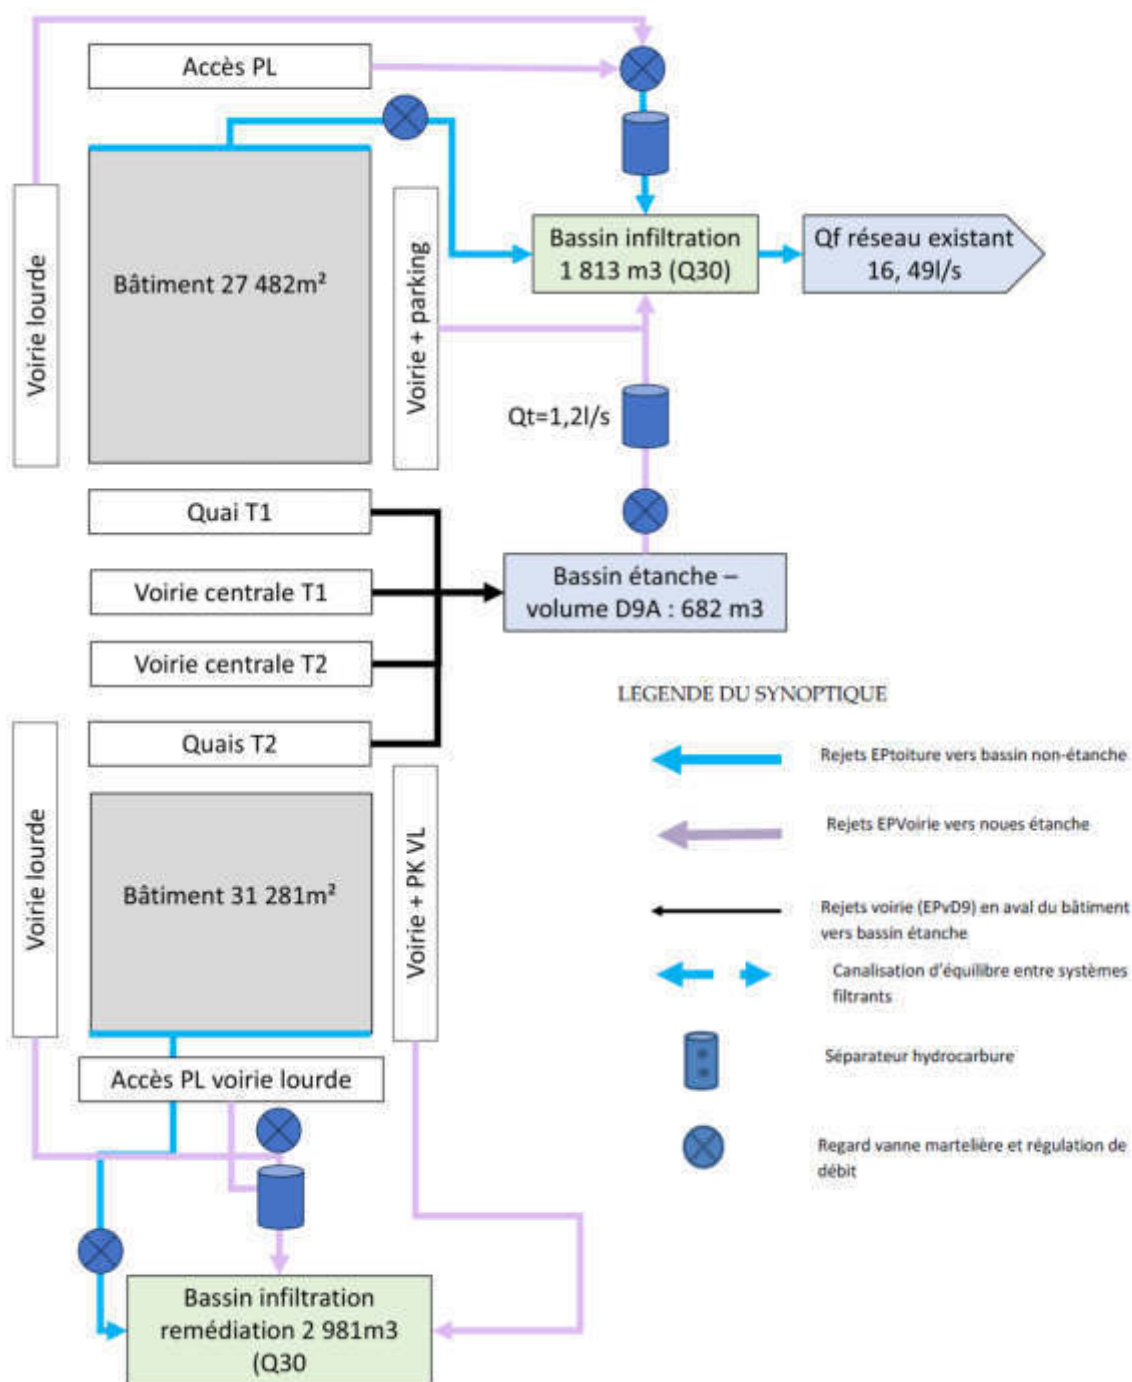 Accès PL
Voirie lourde
Bâtiment 27 482m²
Voirie + parking
Bassin infiltration
1 813 m3 (Q30)
Qf réseau existant
16, 49l/s
Qt=1,2l/s
Quai T1
Voirie centrale T1
Voirie centrale T2
Quais T2
Bassin étanche –
volume D9A : 682 m3
Voirie lourde
Bâtiment 31 281m²
Voirie + PK VL
Accès PL voirie lourde
Bassin infiltration
remédiation 2 981m3
(Q30
LEGENDE DU SYNOPTIQUE
Rejets EPtoiture vers bassin non-étanche
Rejets EPVoirie vers noues étanche
Rejets voirie (EPvD9) en aval du bâtiment
vers bassin étanche
Canalisation d'équilibre entre systèmes
filtrants
Séparateur hydrocarbure
Regard vanne martelière et régulation de
débit